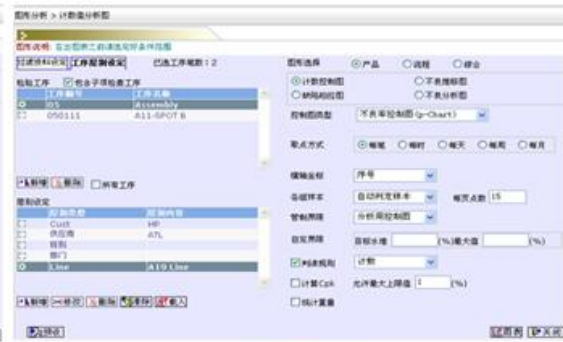 图形分析 > 计数值分析图
图形说明: 在出图表之前请选完好条件范围
过滤资料设定 工序层别设定 已选工序笔数：2
检验工序 包含子项检查工序
工序编号 工序名称
05 Assembly
050111 A11-SPOT 6
新增 删除 所有工序
层别设定
层别类型 层别内容
Cust HP
供应商 ATL
班别
部门
Line A19 Line
新增 修改 删除 清除 载入
图形选择 产品 流程 综合
计数控制图 不良推移图
缺陷柏拉图 不良分析图
控制图类型 不良率控制图(p-Chart)
取点方式 每笔 每时 每天 每周 每月
横轴坐标 序号
各组样本 自动判定样本 每页点数 15
管制界限 分析用控制图
自定界限 目标水准 (%)最大值 (%)
判读规则 计数
计算Cpk 允许最大上限值 1 (%)
统计重量
图表 关闭